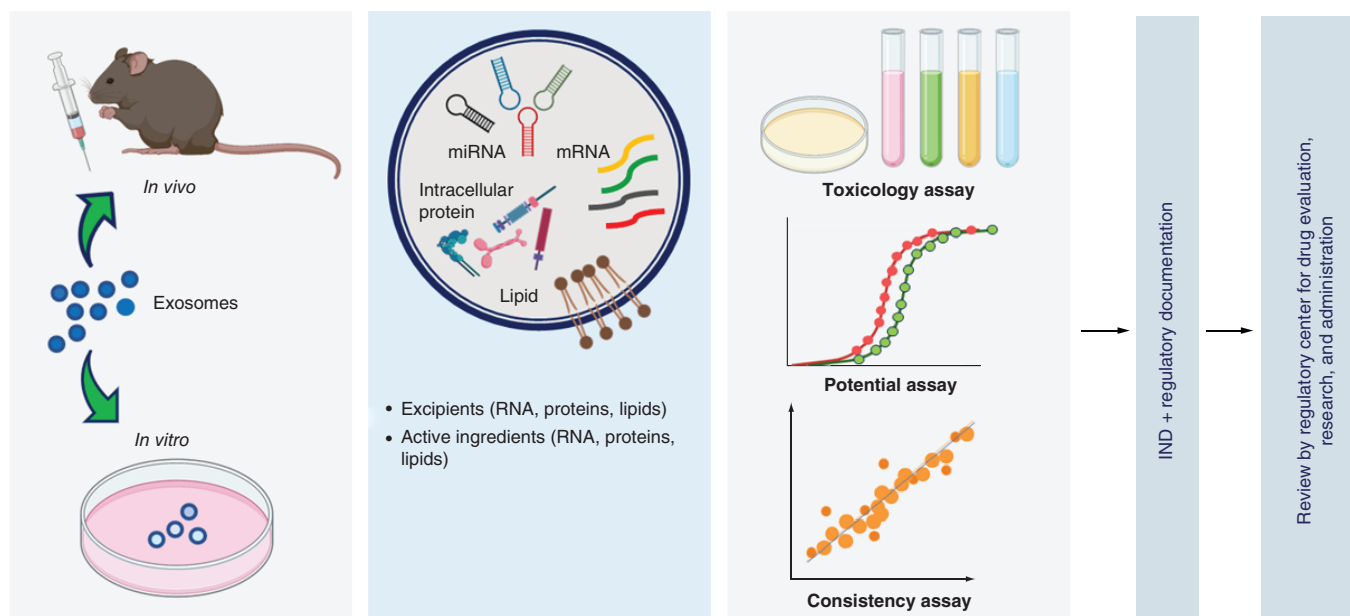 In vivo
Exosomes
In vitro
miRNA
mRNA
Intracellular
protein
Lipid
• Excipients (RNA, proteins, lipids)
• Active ingredients (RNA, proteins,
lipids)
Toxicology assay
Potential assay
Consistency assay
IND + regulatory documentation
Review by regulatory center for drug evaluation,
research, and administration